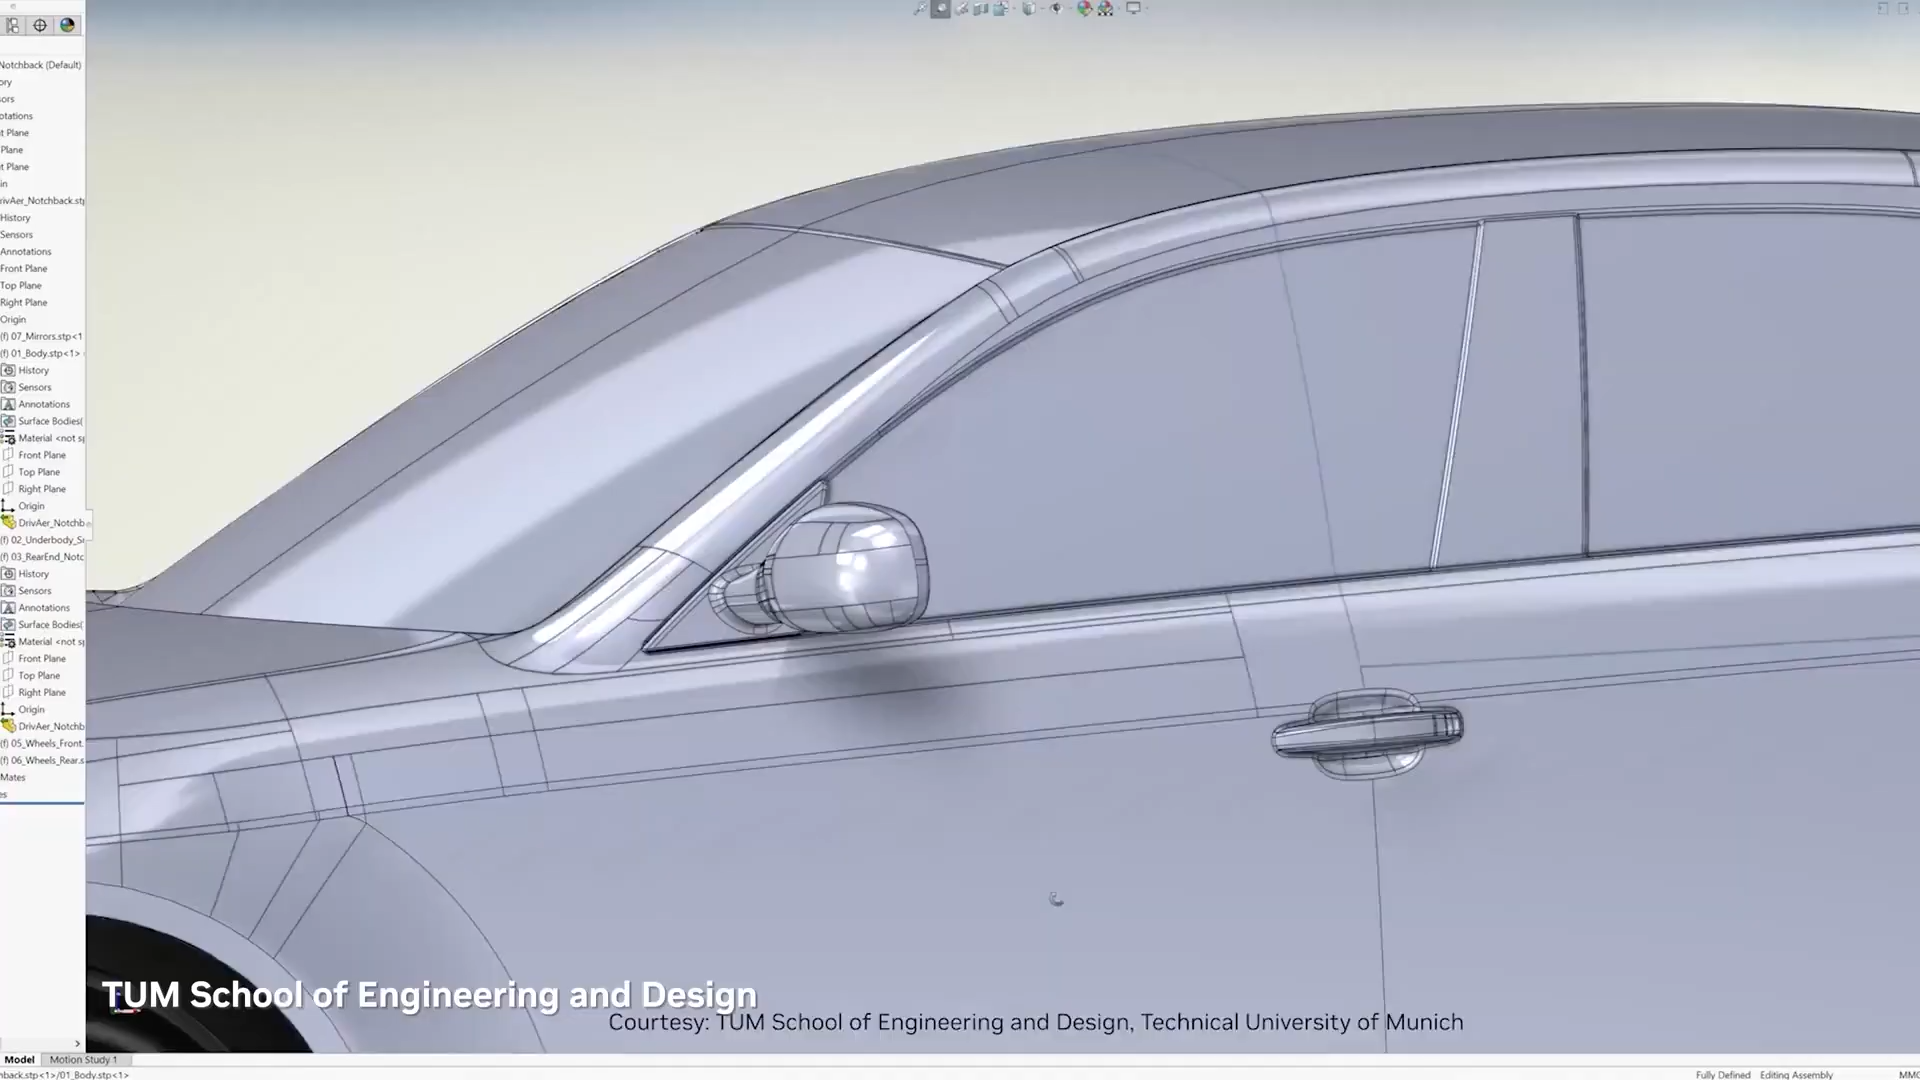 Notchback (Default)
ory
ors
otations
t Plane
Plane
t Plane
in
rivAer_Notchback.st
History
Sensors
Annotations
Front Plane
Top Plane
Right Plane
Origin
(f) 07_Mirrors.stp<1
(f) 01_Body.stp<1>
History
Sensors
Annotations
Surface Bodies(
Material <not s
Front Plane
Top Plane
Right Plane
Origin
DrivAer_Notchb
(f) 02_Underbody_S
(f) 03_RearEnd_Notc
History
Sensors
Annotations
Surface Bodies(
Material <not s
Front Plane
Top Plane
Right Plane
Origin
DrivAer_Notchb
(f) 05_Wheels_Front.
(f) 06_Wheels_Rear.s
Mates
es
TUM School of Engineering and Design
Courtesy: TUM School of Engineering and Design, Technical University of Munich
Model Motion Study 1
hback.stp<1>/01_Body.stp<1>
Fully Defined Editing Assembly